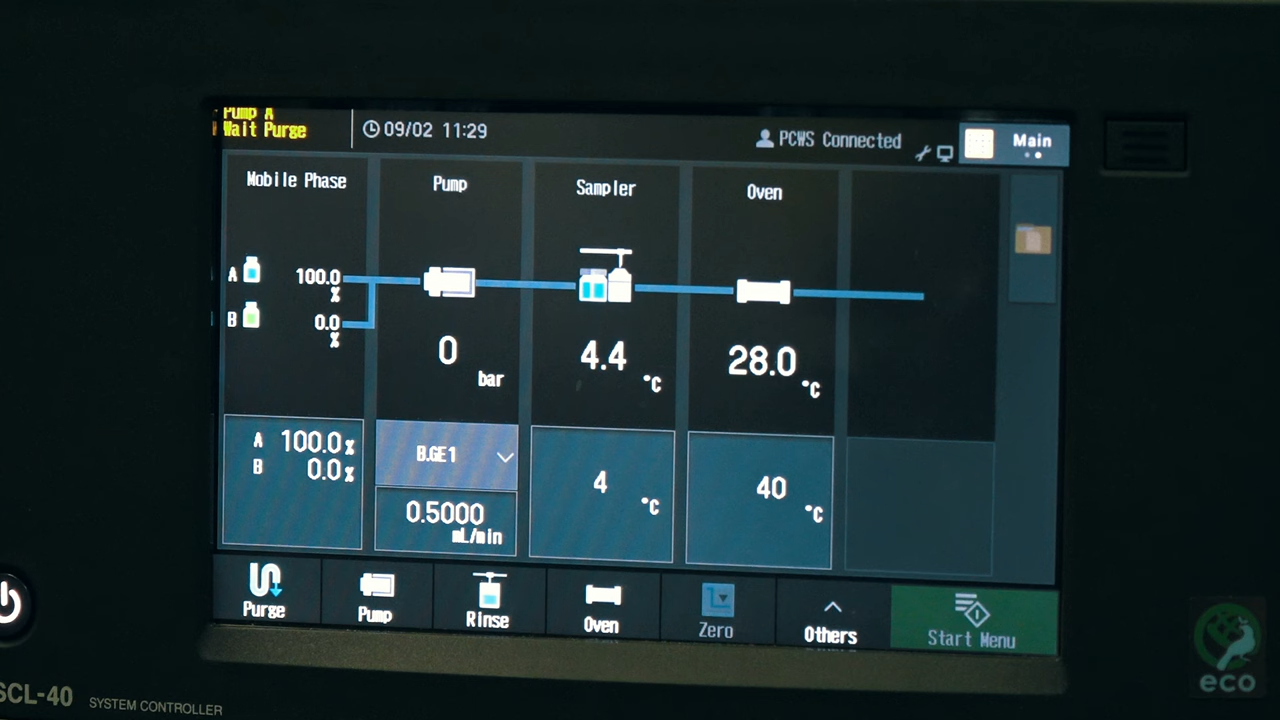 Pump A
Wait Purge
09/02 11:29
PCWS Connected
Main
Mobile Phase
Pump
Sampler
Oven
A 100.0 %
B 0.0 %
0 bar
4.4 °C
28.0 °C
A 100.0 %
B 0.0 %
B.GE1
0.5000 mL/min
4 °C
40 °C
Purge
Pump
Rinse
Oven
Zero
Others
Start Menu
SCL-40 SYSTEM CONTROLLER
eco